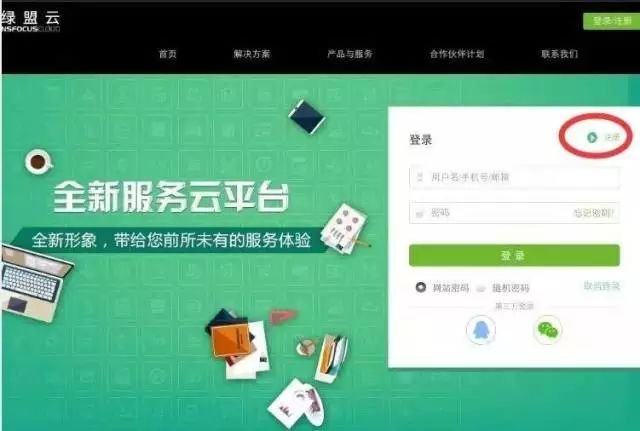 绿盟云
NSFOCUSCLOUD
登录/注册
首页
解决方案
产品与服务
合作伙伴计划
联系我们
登录
注册
全新服务云平台
全新形象，带给您前所未有的服务体验
用户名/手机号/邮箱
密码
忘记密码?
登录
网站密码
随机密码
取消登录
第三方登录